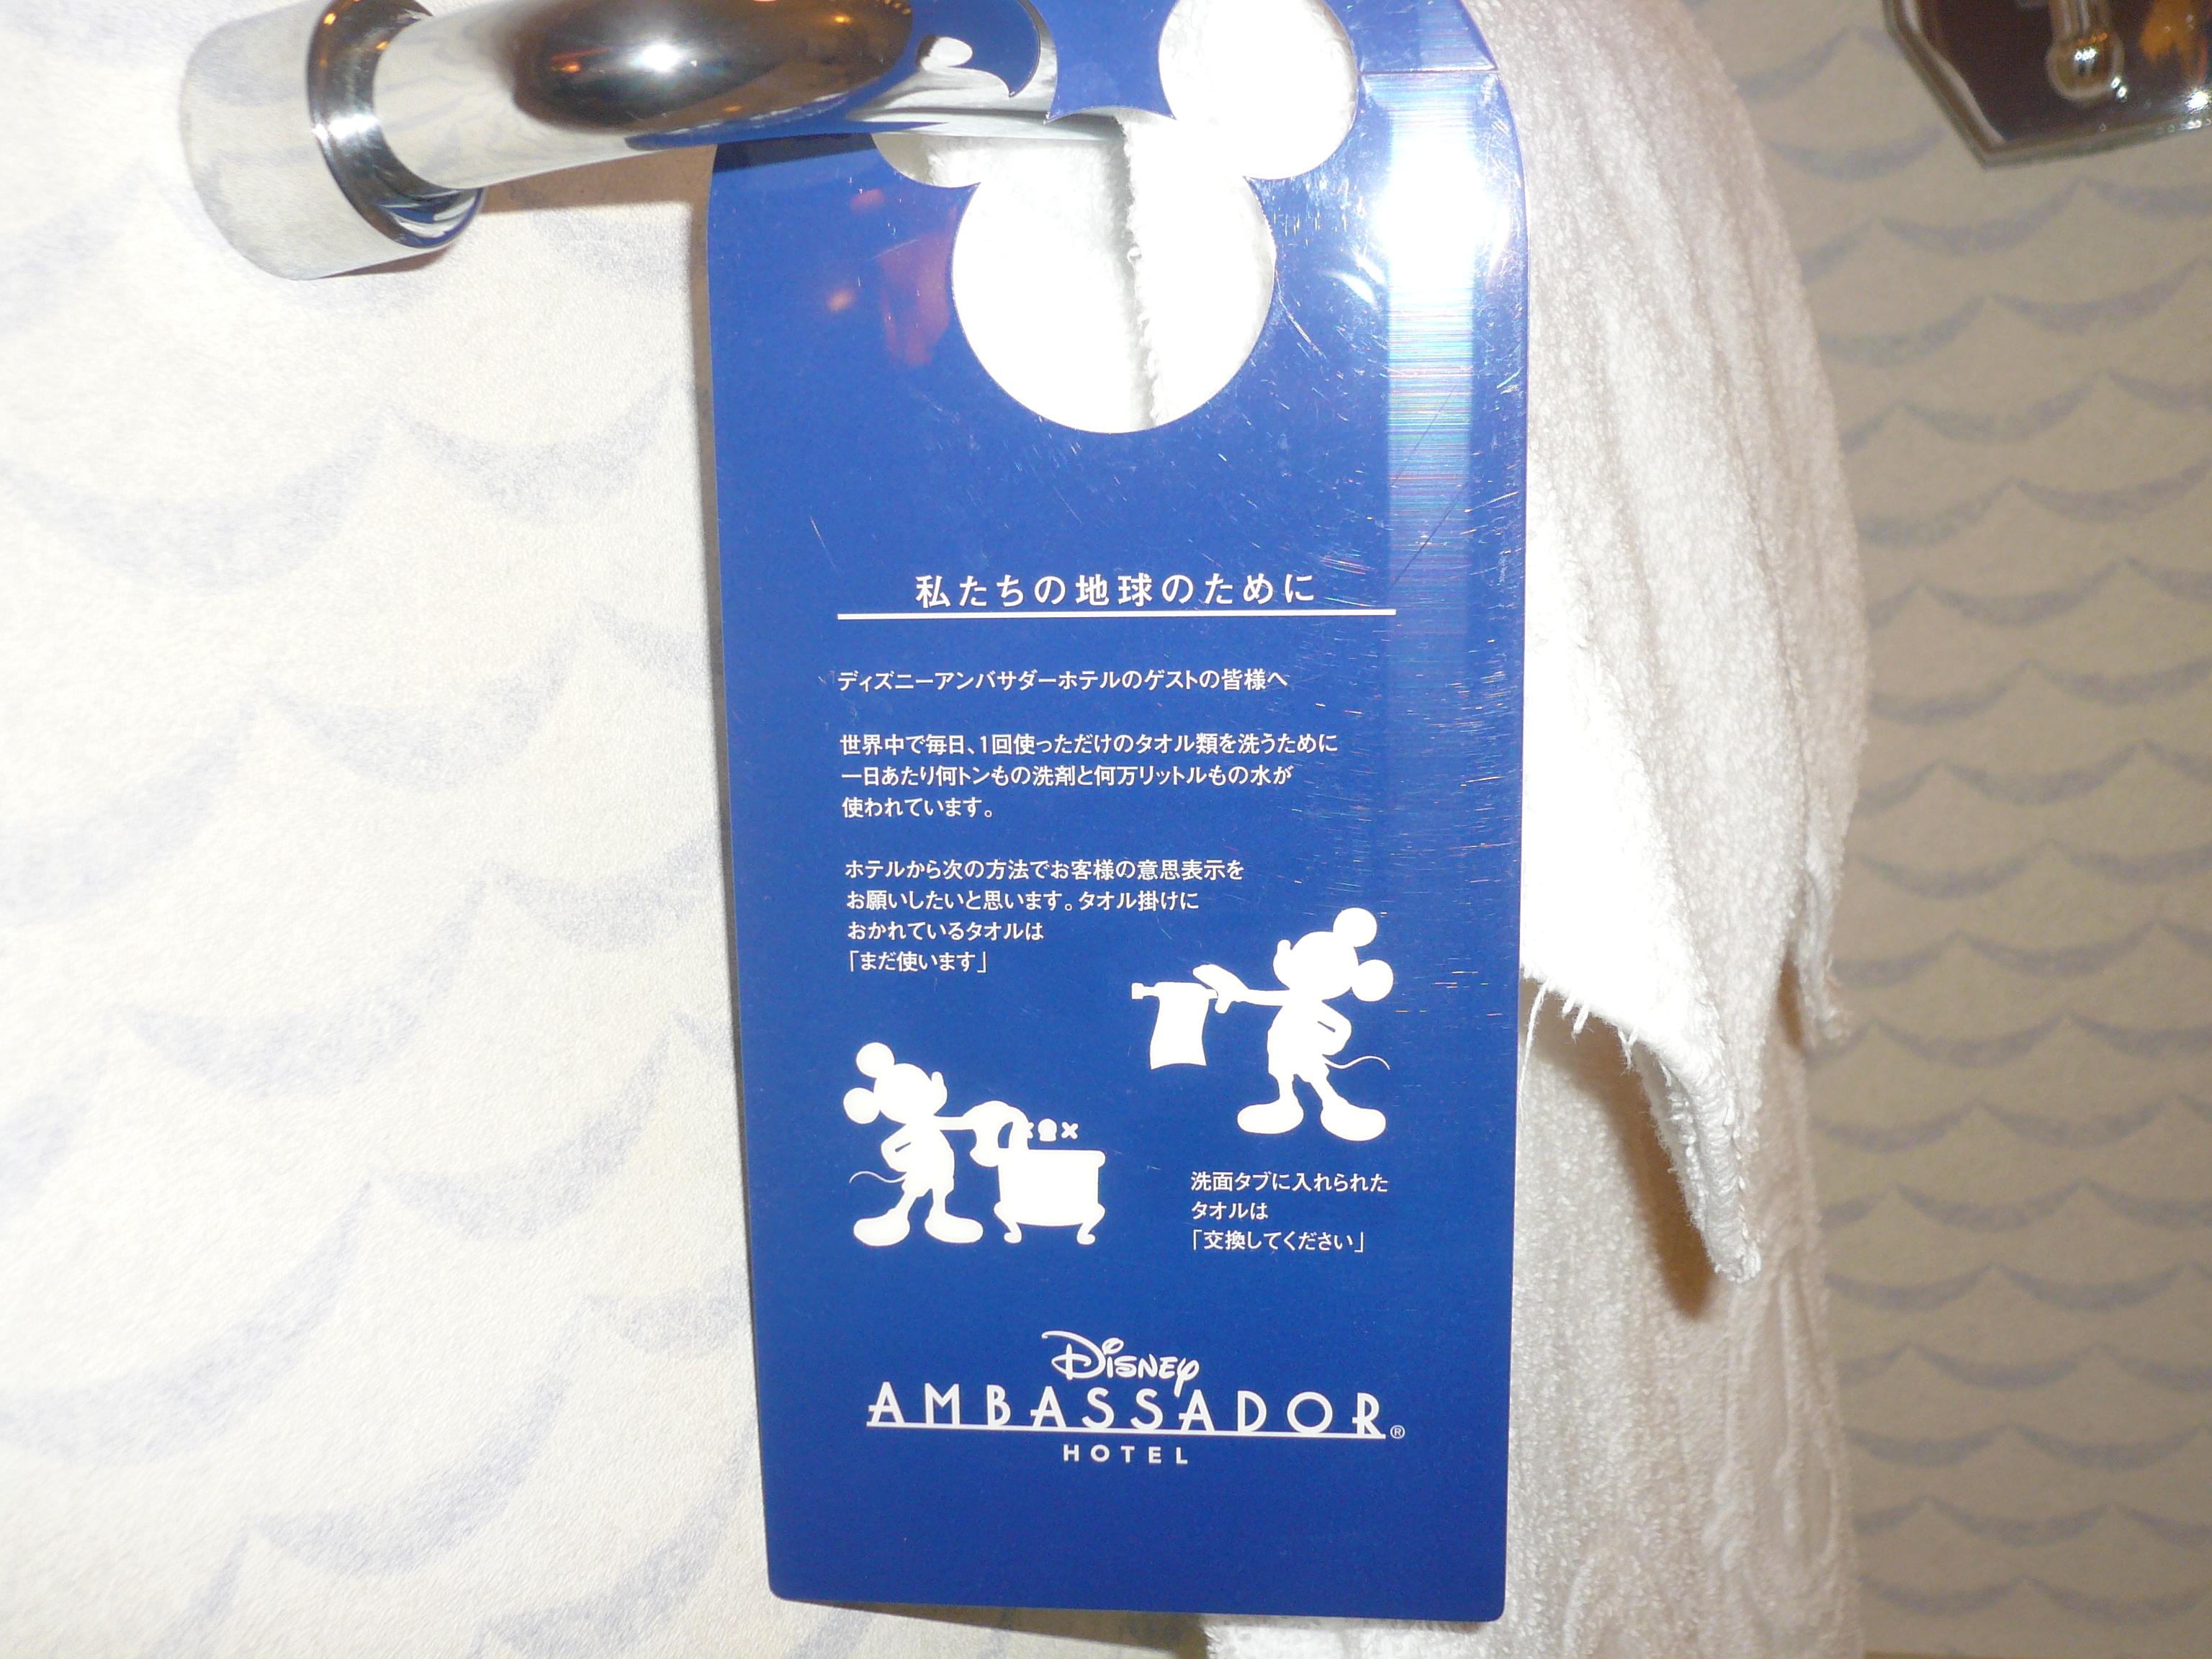 私たちの地球のために
ディズニーアンバサダーホテルのゲストの皆様へ
世界中で毎日、1回使っただけのタオル類を洗うために
一日あたり何トンもの洗剤と何万リットルもの水が
使われています。
ホテルから次の方法でお客様の意思表示を
お願いしたいと思います。タオル掛けに
おかれているタオルは
「まだ使います」
洗面タブに入れられた
タオルは
「交換してください」
Disney
AMBASSADOR®
HOTEL